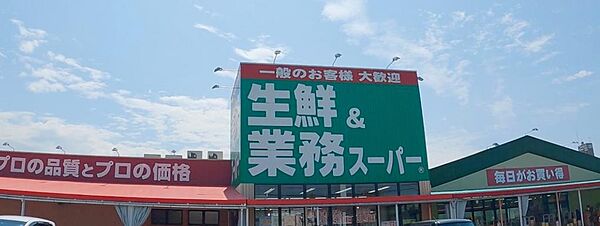 一般のお客様 大歓迎
生鮮&
業務スーパー®
プロの品質とプロの価格
毎日がお買い得